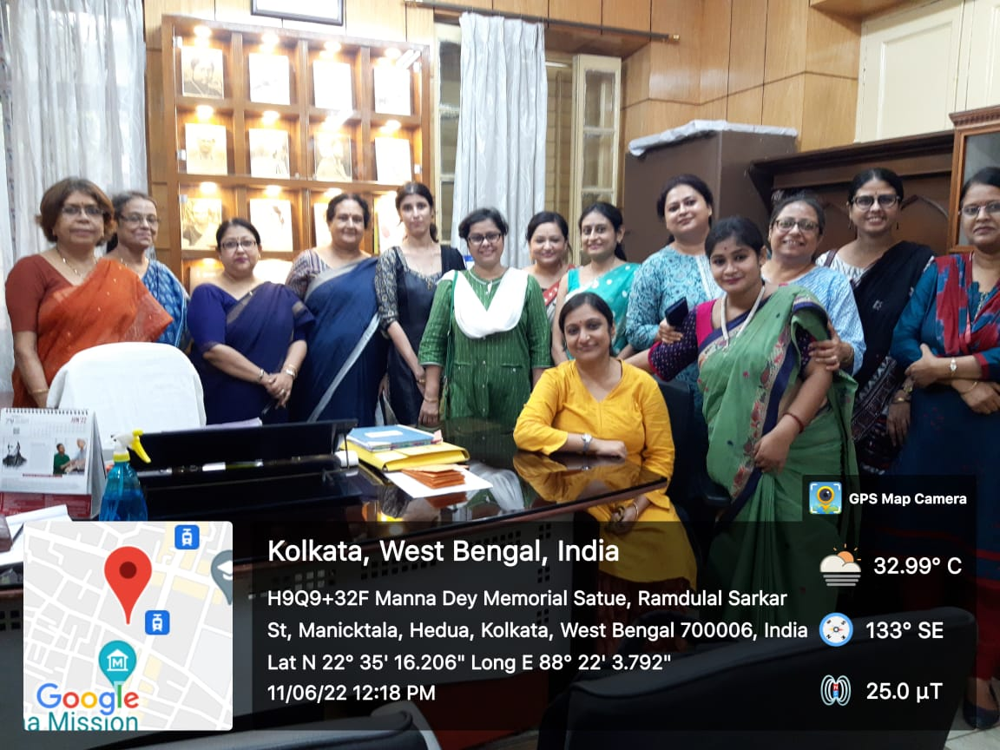 JUN'22
GPS Map Camera
Kolkata, West Bengal, India
H9Q9+32F Manna Dey Memorial Satue, Ramdulal Sarkar
St, Manicktala, Hedua, Kolkata, West Bengal 700006, India
Lat N 22° 35' 16.206" Long E 88° 22' 3.792"
11/06/22 12:18 PM
32.99° C
133° SE
25.0 µT
Google
a Mission